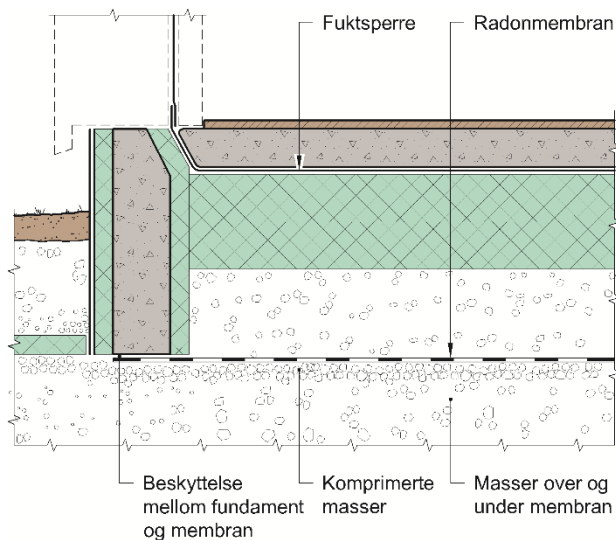 Fuktsperre
Radonmembran
Beskyttelse
mellom fundament
og membran
Komprimerte
masser
Masser over og
under membran